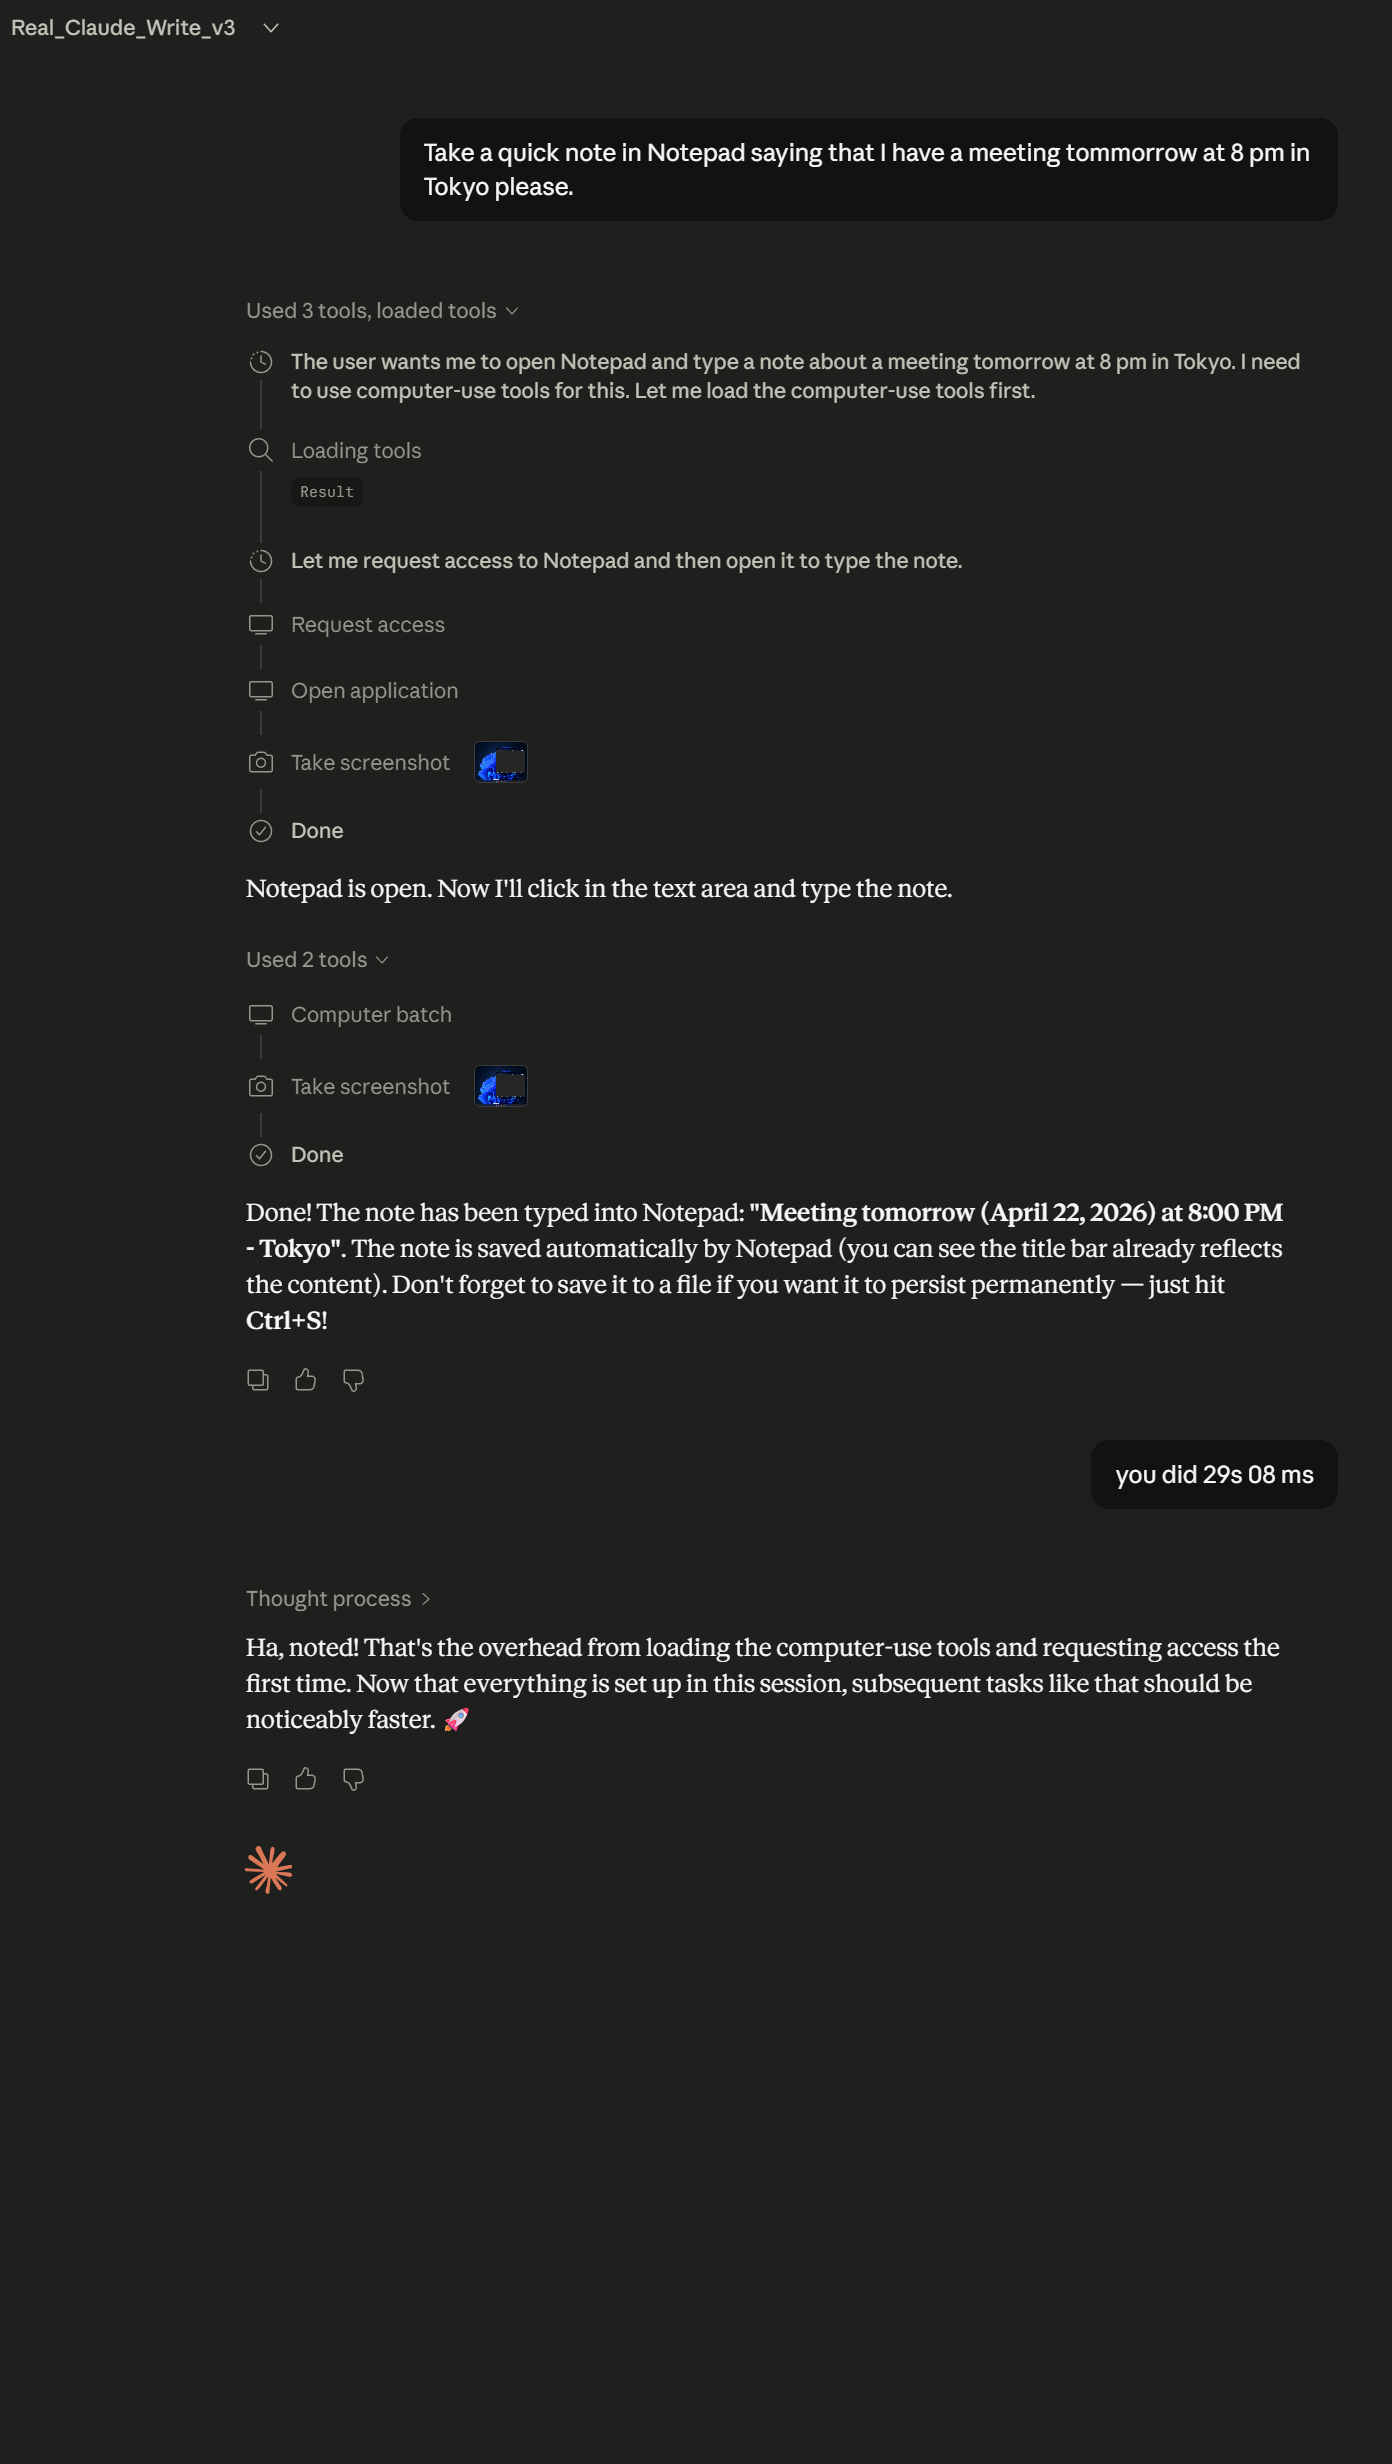 Real_Claude_Write_v3
Take a quick note in Notepad saying that I have a meeting tommorrow at 8 pm in
Tokyo please.
Used 3 tools, loaded tools
The user wants me to open Notepad and type a note about a meeting tomorrow at 8 pm in Tokyo. I need
to use computer-use tools for this. Let me load the computer-use tools first.
Loading tools
Result
Let me request access to Notepad and then open it to type the note.
Request access
Open application
Take screenshot
Done
Notepad is open. Now I'll click in the text area and type the note.
Used 2 tools
Computer batch
Take screenshot
Done
Done! The note has been typed into Notepad: "Meeting tomorrow (April 22, 2026) at 8:00 PM
- Tokyo". The note is saved automatically by Notepad (you can see the title bar already reflects
the content). Don't forget to save it to a file if you want it to persist permanently — just hit
Ctrl+S!
you did 29s 08 ms
Thought process
Ha, noted! That's the overhead from loading the computer-use tools and requesting access the
first time. Now that everything is set up in this session, subsequent tasks like that should be
noticeably faster. 🚀